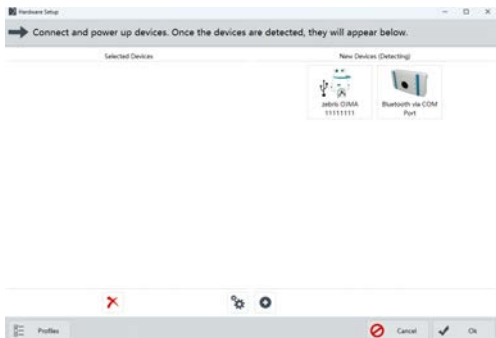 Hardware Setup
Connect and power up devices. Once the devices are detected, they will appear below.
Selected Devices
New Devices (Detecting)
zebris OJMA
11111111
Bluetooth via COM
Port
Profiles
Cancel
Ok